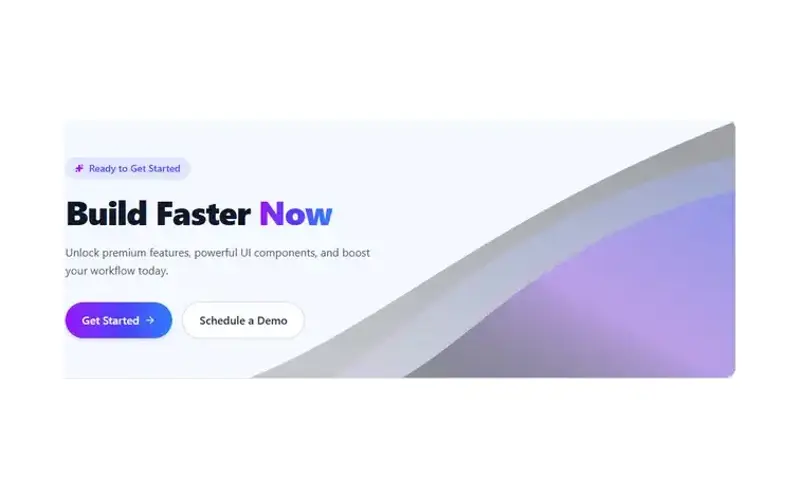 Ready to Get Started
Build Faster Now
Unlock premium features, powerful UI components, and boost
your workflow today.
Get Started →
Schedule a Demo